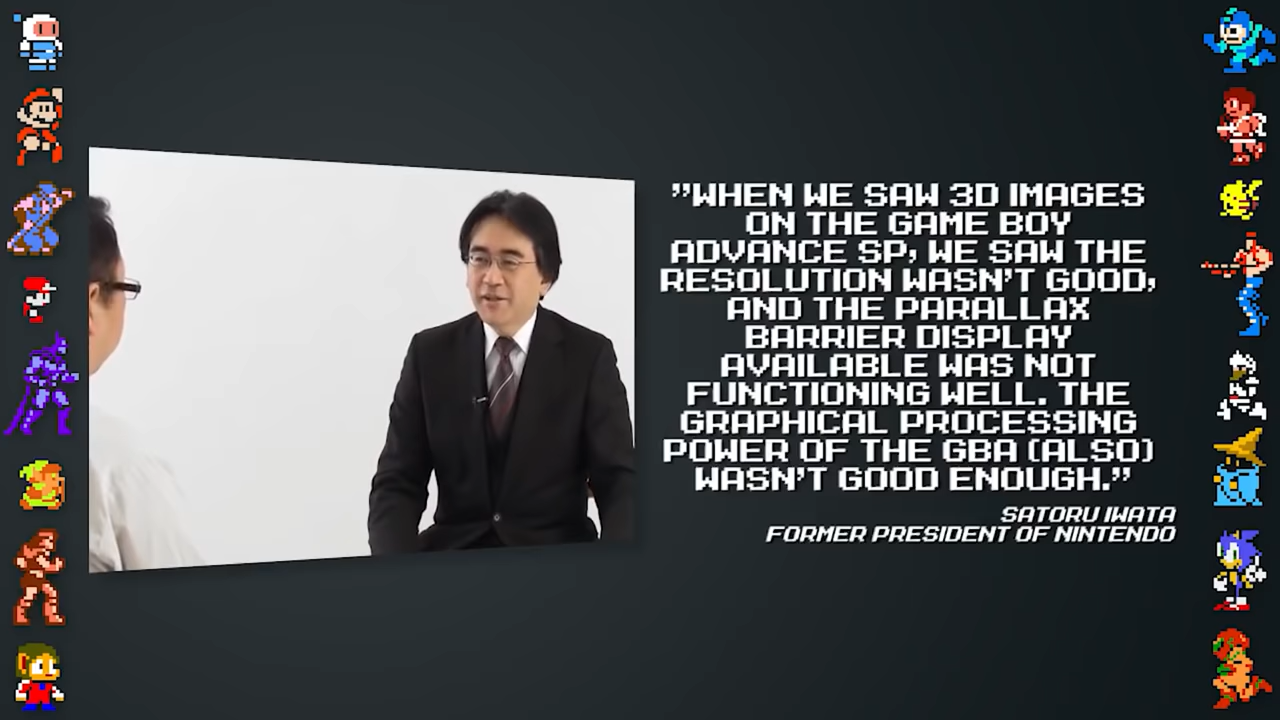 "WHEN WE SAW 3D IMAGES
ON THE GAME BOY
ADVANCE SP, WE SAW THE
RESOLUTION WASN'T GOOD,
AND THE PARALLAX
BARRIER DISPLAY
AVAILABLE WAS NOT
FUNCTIONING WELL. THE
GRAPHICAL PROCESSING
POWER OF THE GBA (ALSO)
WASN'T GOOD ENOUGH."
SATORU IWATA
FORMER PRESIDENT OF NINTENDO